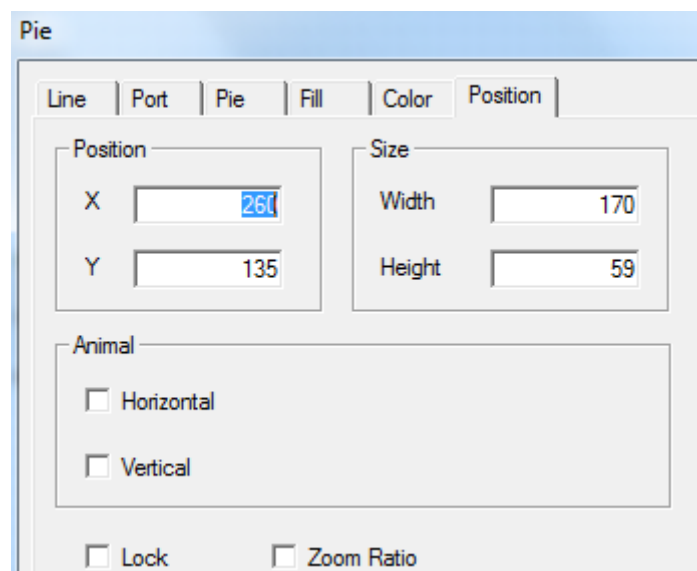 Pie
Line Port Pie Fill Color Position
Position Size
X 260 Width 170
Y 135 Height 59
Animal
Horizontal
Vertical
Lock Zoom Ratio